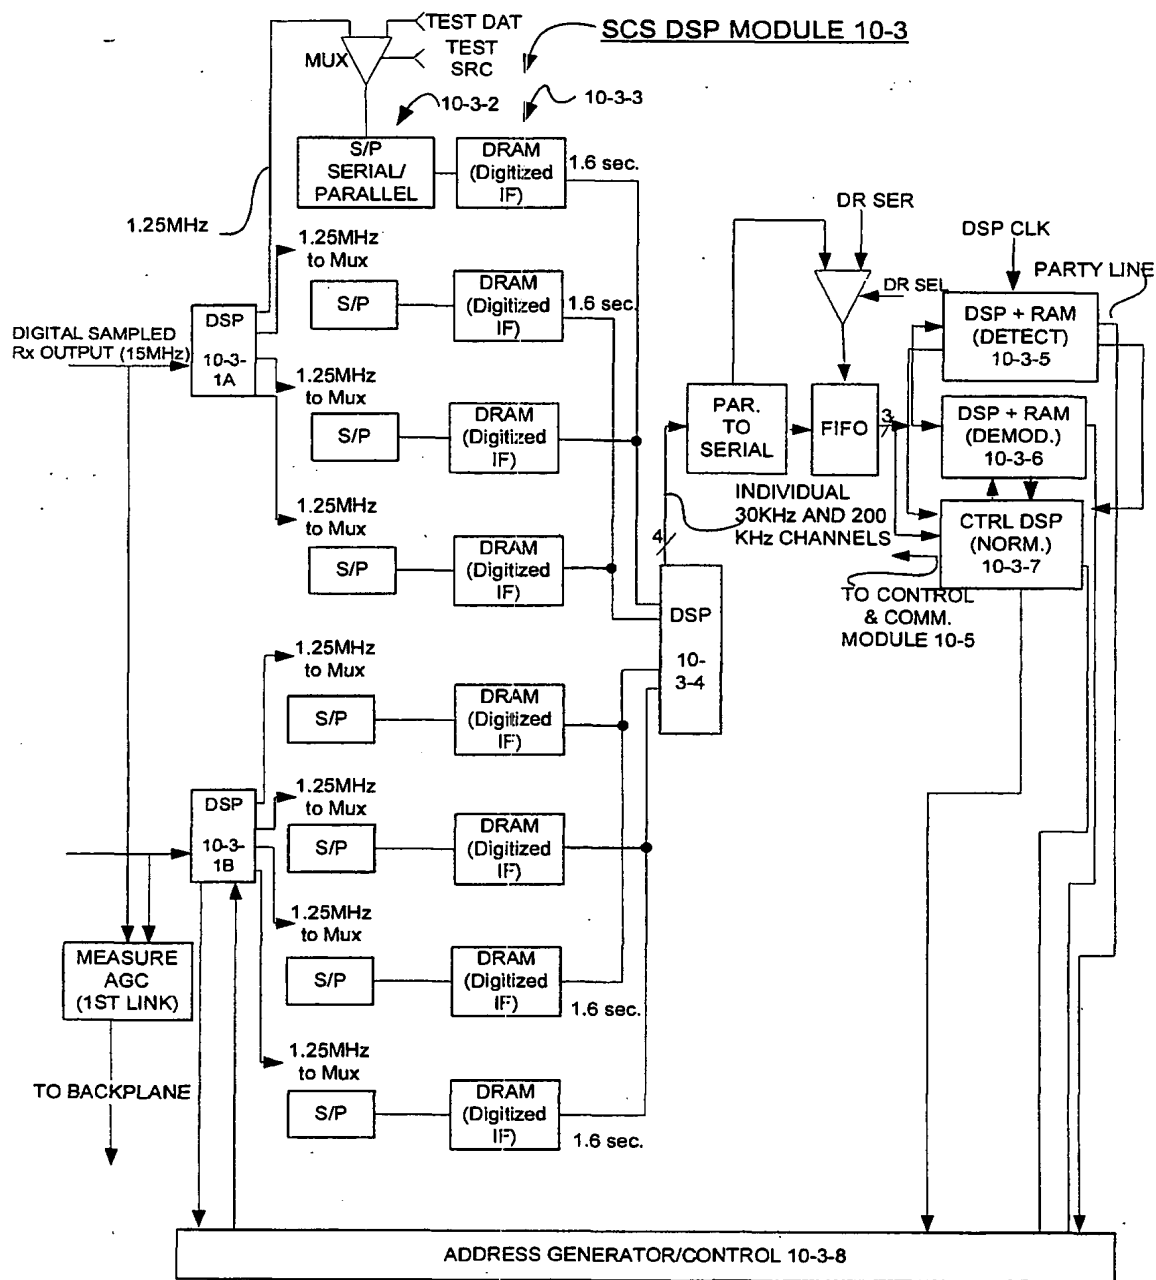 TEST DAT
SCS DSP MODULE 10-3
MUX
TEST
SRC
10-3-2
10-3-3
S/P
SERIAL/
PARALLEL
DRAM
(Digitized
IF)
1.6 sec.
1.25MHz
DR SER
DSP CLK
PARTY LINE
DR SEL
1.25MHz
to Mux
S/P
DRAM
(Digitized
IF)
1.6 sec.
DIGITAL SAMPLED
Rx OUTPUT (15MHz)
DSP
10-3-
1A
DSP + RAM
(DETECT)
10-3-5
1.25MHz
to Mux
S/P
DRAM
(Digitized
IF)
PAR.
TO
SERIAL
FIFO
3
DSP + RAM
(DEMOD.)
10-3-6
INDIVIDUAL
30KHz AND 200
KHz CHANNELS
4
CTRL DSP
(NORM.)
10-3-7
1.25MHz
to Mux
S/P
DRAM
(Digitized
IF)
TO CONTROL
& COMM.
MODULE 10-5
DSP
10-
3-4
1.25MHz
to Mux
S/P
DRAM
(Digitized
IF)
DSP
10-3-
1B
1.25MHz
to Mux
S/P
DRAM
(Digitized
IF)
1.25MHz
to Mux
S/P
DRAM
(Digitized
IF)
1.6 sec.
MEASURE
AGC
(1ST LINK)
TO BACKPLANE
1.25MHz
to Mux
S/P
DRAM
(Digitized
IF)
1.6 sec.
ADDRESS GENERATOR/CONTROL 10-3-8